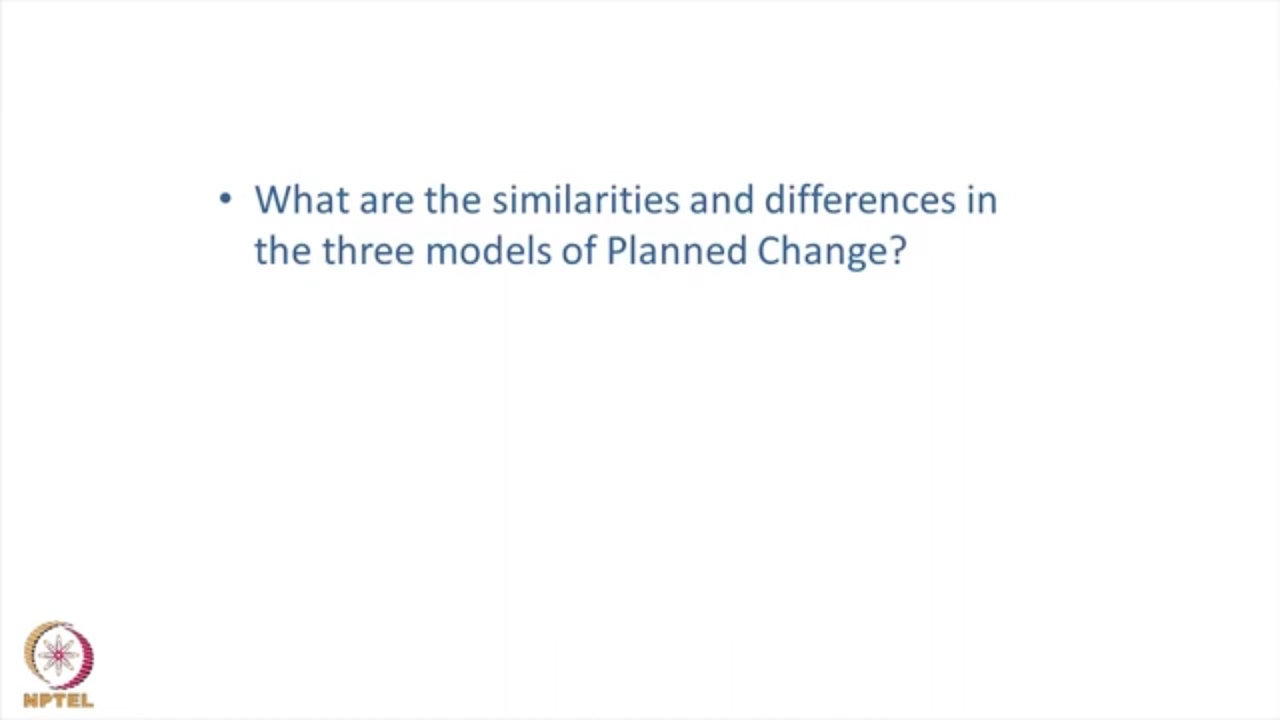 • What are the similarities and differences in
the three models of Planned Change?
NPTEL